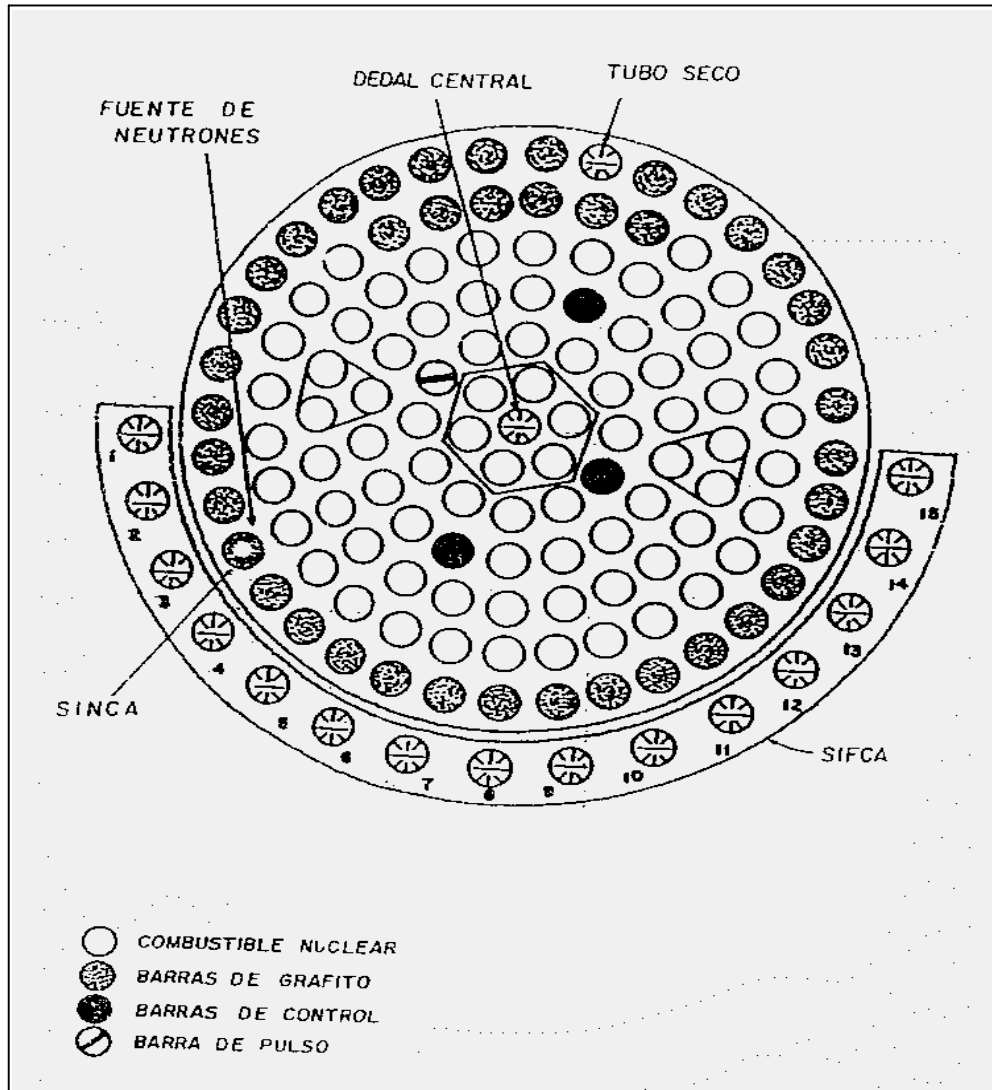 DEDAL CENTRAL
TUBO SECO
FUENTE DE
NEUTRONES
1
2
3
4
5
6
7
8
9
10
11
12
13
14
15
SINCA
SIFCA
COMBUSTIBLE NUCLEAR
BARRAS DE GRAFITO
BARRAS DE CONTROL
BARRA DE PULSO